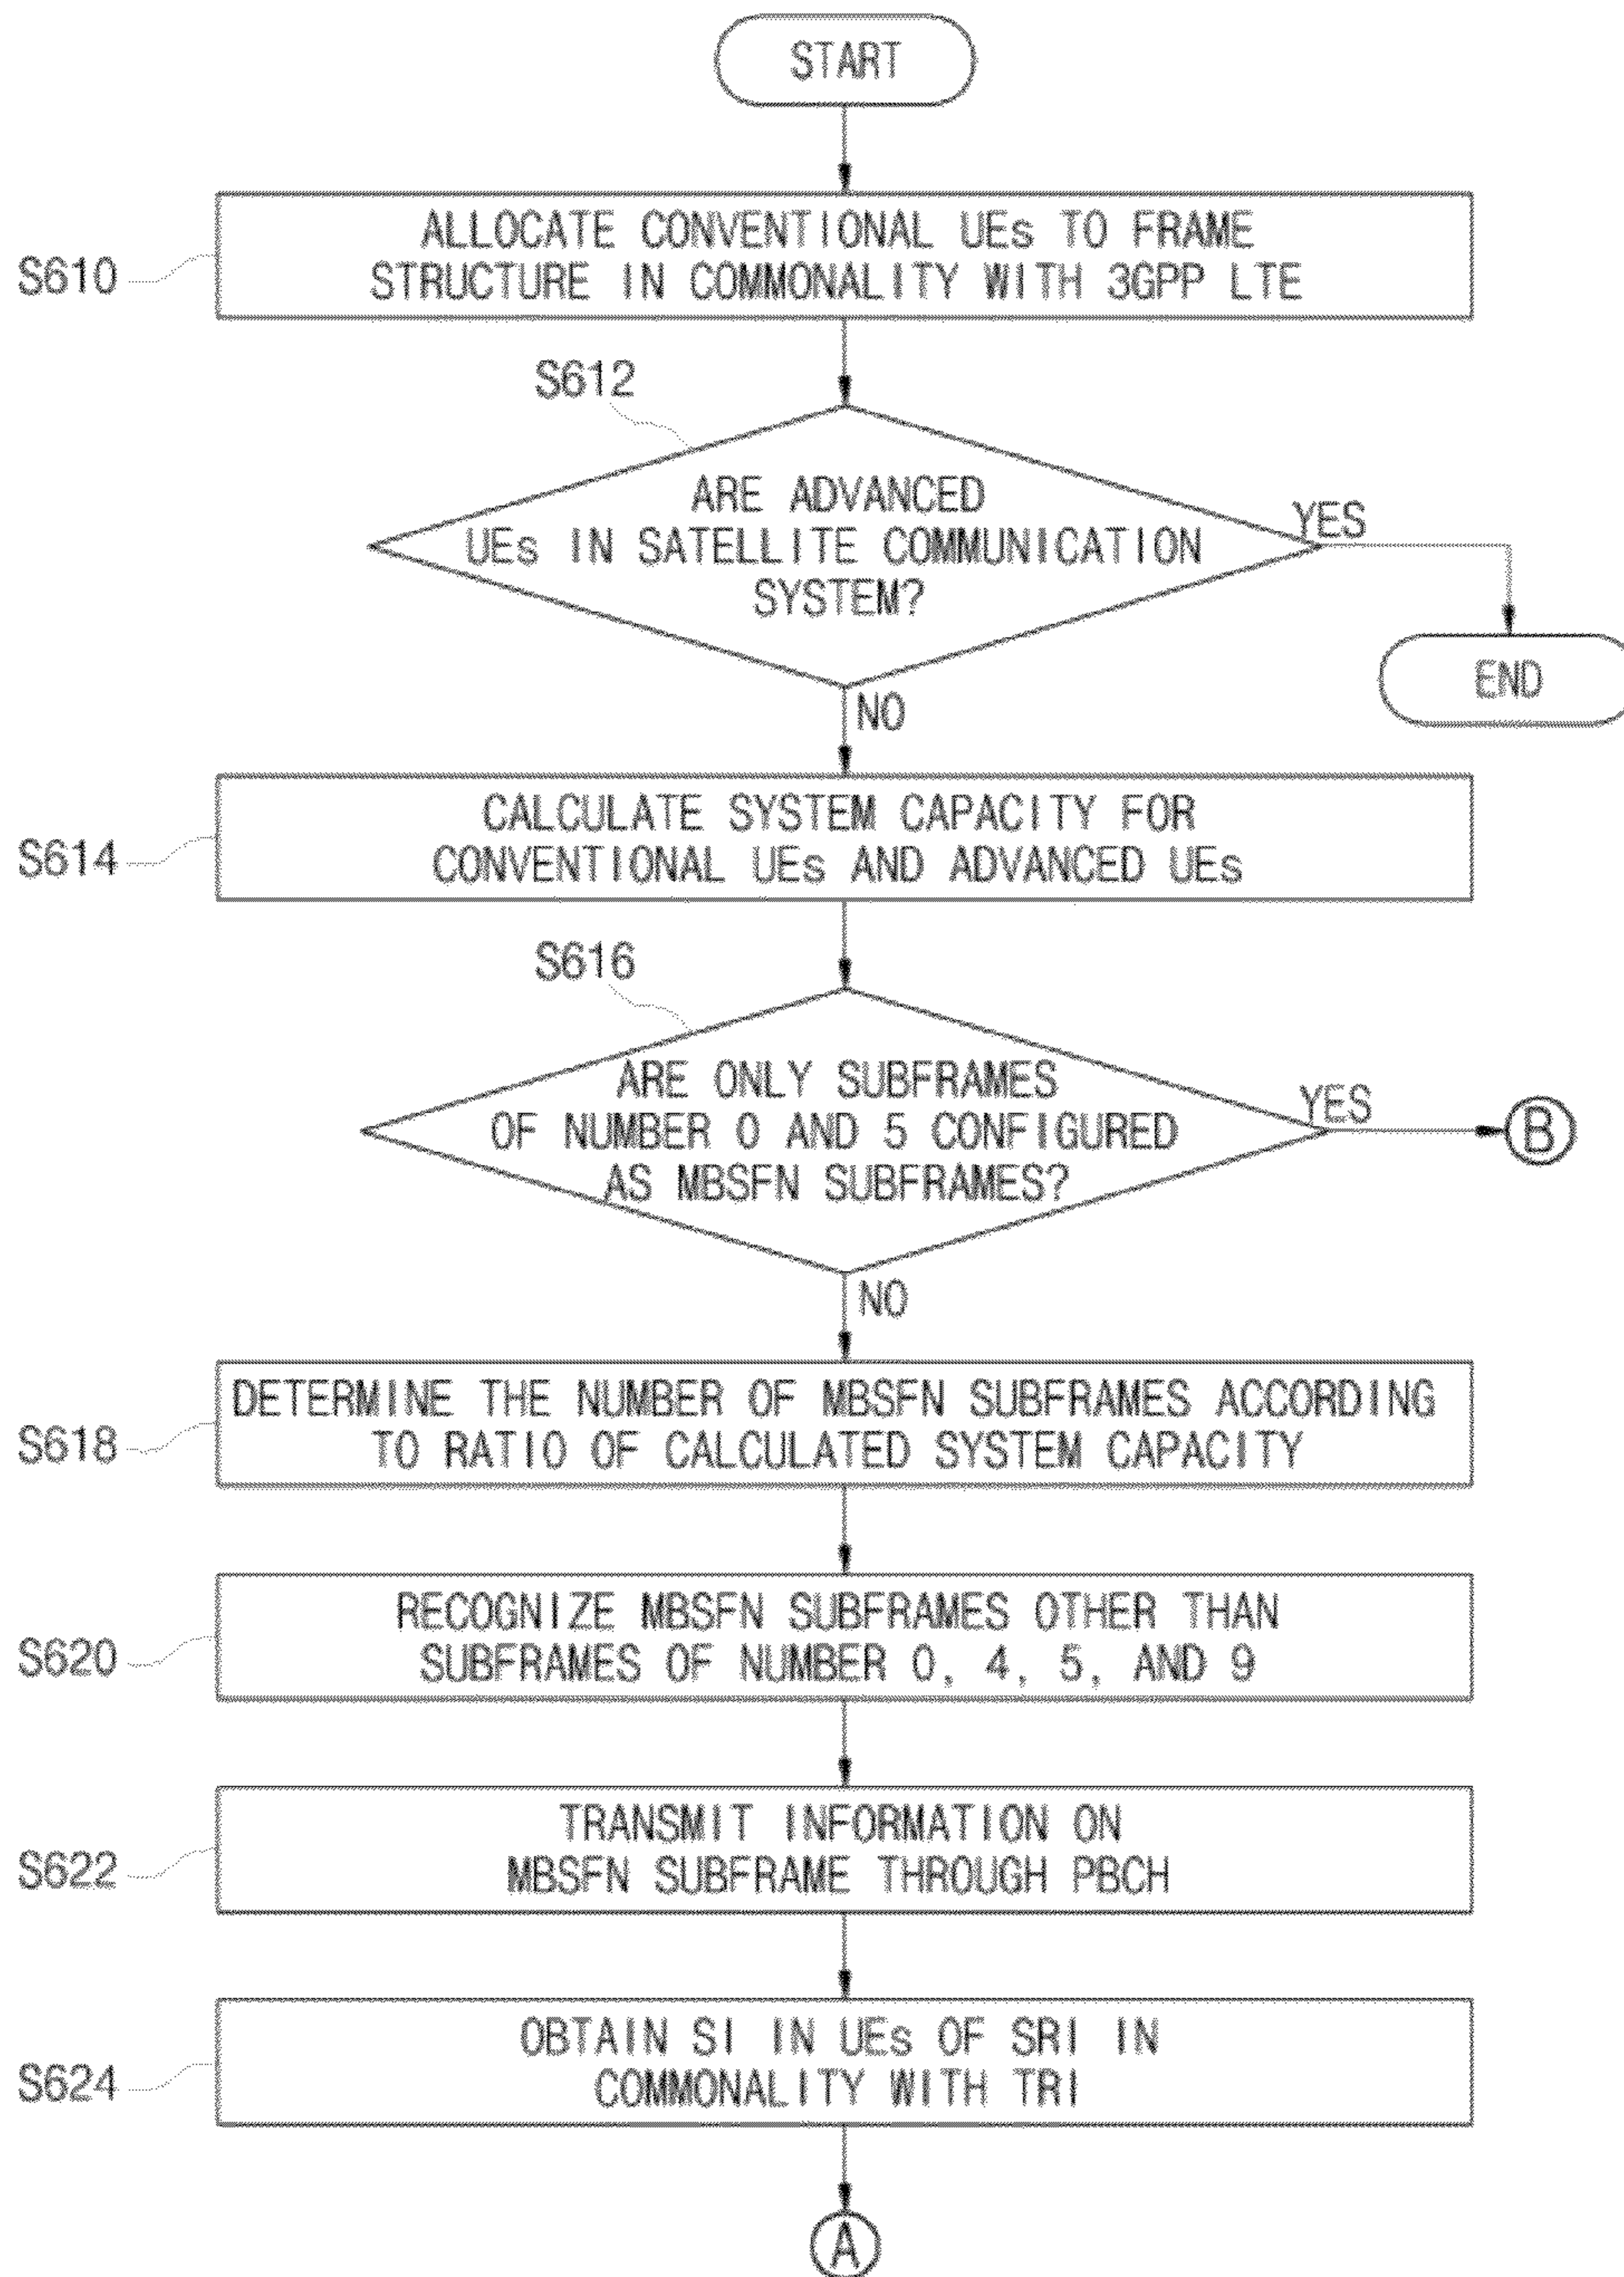 START
ALLOCATE CONVENTIONAL UEs TO FRAME
STRUCTURE IN COMMONALITY WITH 3GPP LTE
S610
S612
ARE ADVANCED
UEs IN SATELLITE COMMUNICATION
SYSTEM?
YES
END
NO
CALCULATE SYSTEM CAPACITY FOR
CONVENTIONAL UEs AND ADVANCED UEs
S614
S616
ARE ONLY SUBFRAMES
OF NUMBER 0 AND 5 CONFIGURED
AS MBSFN SUBFRAMES?
YES
B
NO
DETERMINE THE NUMBER OF MBSFN SUBFRAMES ACCORDING
TO RATIO OF CALCULATED SYSTEM CAPACITY
S618
RECOGNIZE MBSFN SUBFRAMES OTHER THAN
SUBFRAMES OF NUMBER 0, 4, 5, AND 9
S620
TRANSMIT INFORMATION ON
MBSFN SUBFRAME THROUGH PBCH
S622
OBTAIN SI IN UEs OF SRI IN
COMMONALITY WITH TRI
S624
A